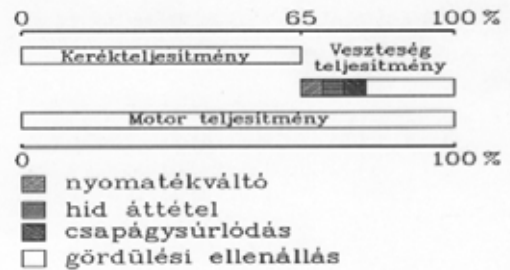 0 65 100 %
Kerékteljesítmény Veszteség
teljesítmény
Motor teljesítmény
0 100 %
nyomatékváltó
híd áttétel
csapágysúrlódás
gördülési ellenállás